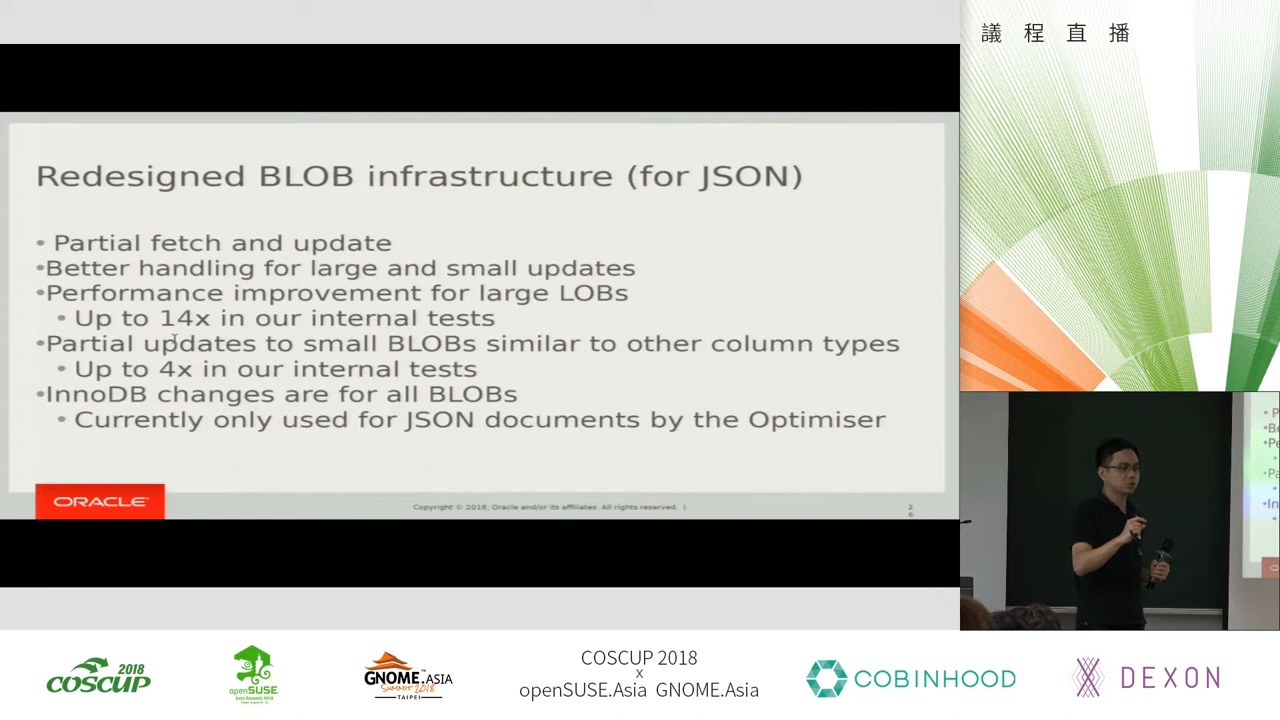 議程直播
Redesigned BLOB infrastructure (for JSON)
• Partial fetch and update
•Better handling for large and small updates
•Performance improvement for large LOBs
• Up to 14x in our internal tests
•Partial updates to small BLOBs similar to other column types
• Up to 4x in our internal tests
•InnoDB changes are for all BLOBs
• Currently only used for JSON documents by the Optimiser
ORACLE
Copyright © 2018, Oracle and/or its affiliates. All rights reserved. |
2
6
2018
COSCUP
openSUSE
GNOME.ASIA
SUMMIT 2018
TAIPEI
COSCUP 2018
x
openSUSE.Asia GNOME.Asia
COBINHOOD
DEXON